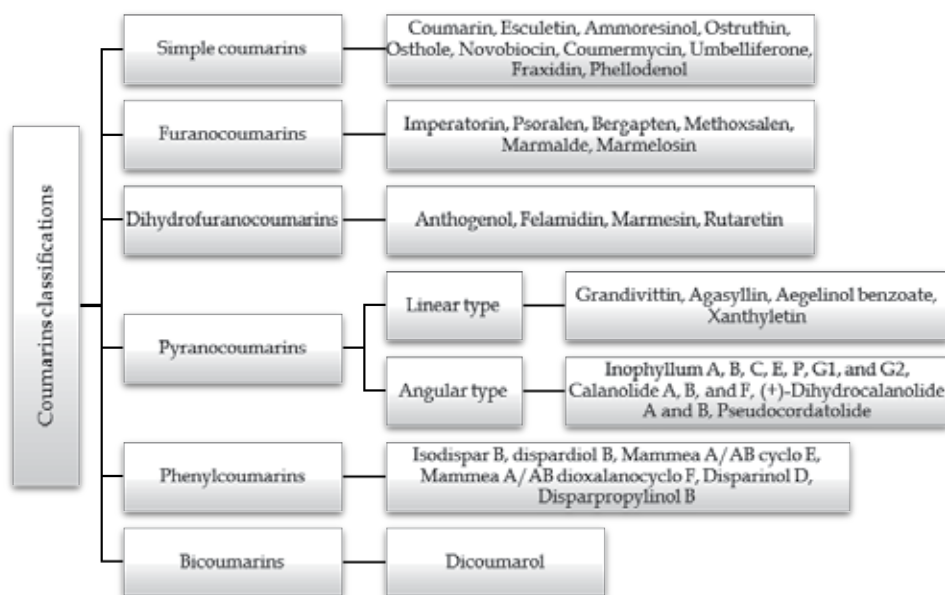 Coumarins classifications
Simple coumarins
Coumarin, Esculetin, Ammoresinol, Ostruthin,
Osthole, Novobiocin, Coumermycin, Umbelliferone,
Fraxidin, Phellodenol
Furanocoumarins
Imperatorin, Psoralen, Bergapten, Methoxsalen,
Marmalde, Marmelosin
Dihydrofuranocoumarins
Anthogenol, Felamidin, Marmesin, Rutaretin
Pyranocoumarins
Linear type
Grandivittin, Agasyllin, Aegelinol benzoate,
Xanthyletin
Angular type
Inophyllum A, B, C, E, P, G1, and G2,
Calanolide A, B, and F, (+)-Dihydrocalanolide
A and B, Pseudocordatolide
Phenylcoumarins
Isodispar B, dispardiol B, Mammea A/AB cyclo E,
Mammea A/AB dioxalanocyclo F, Disparinol D,
Disparpropylinol B
Bicoumarins
Dicoumarol